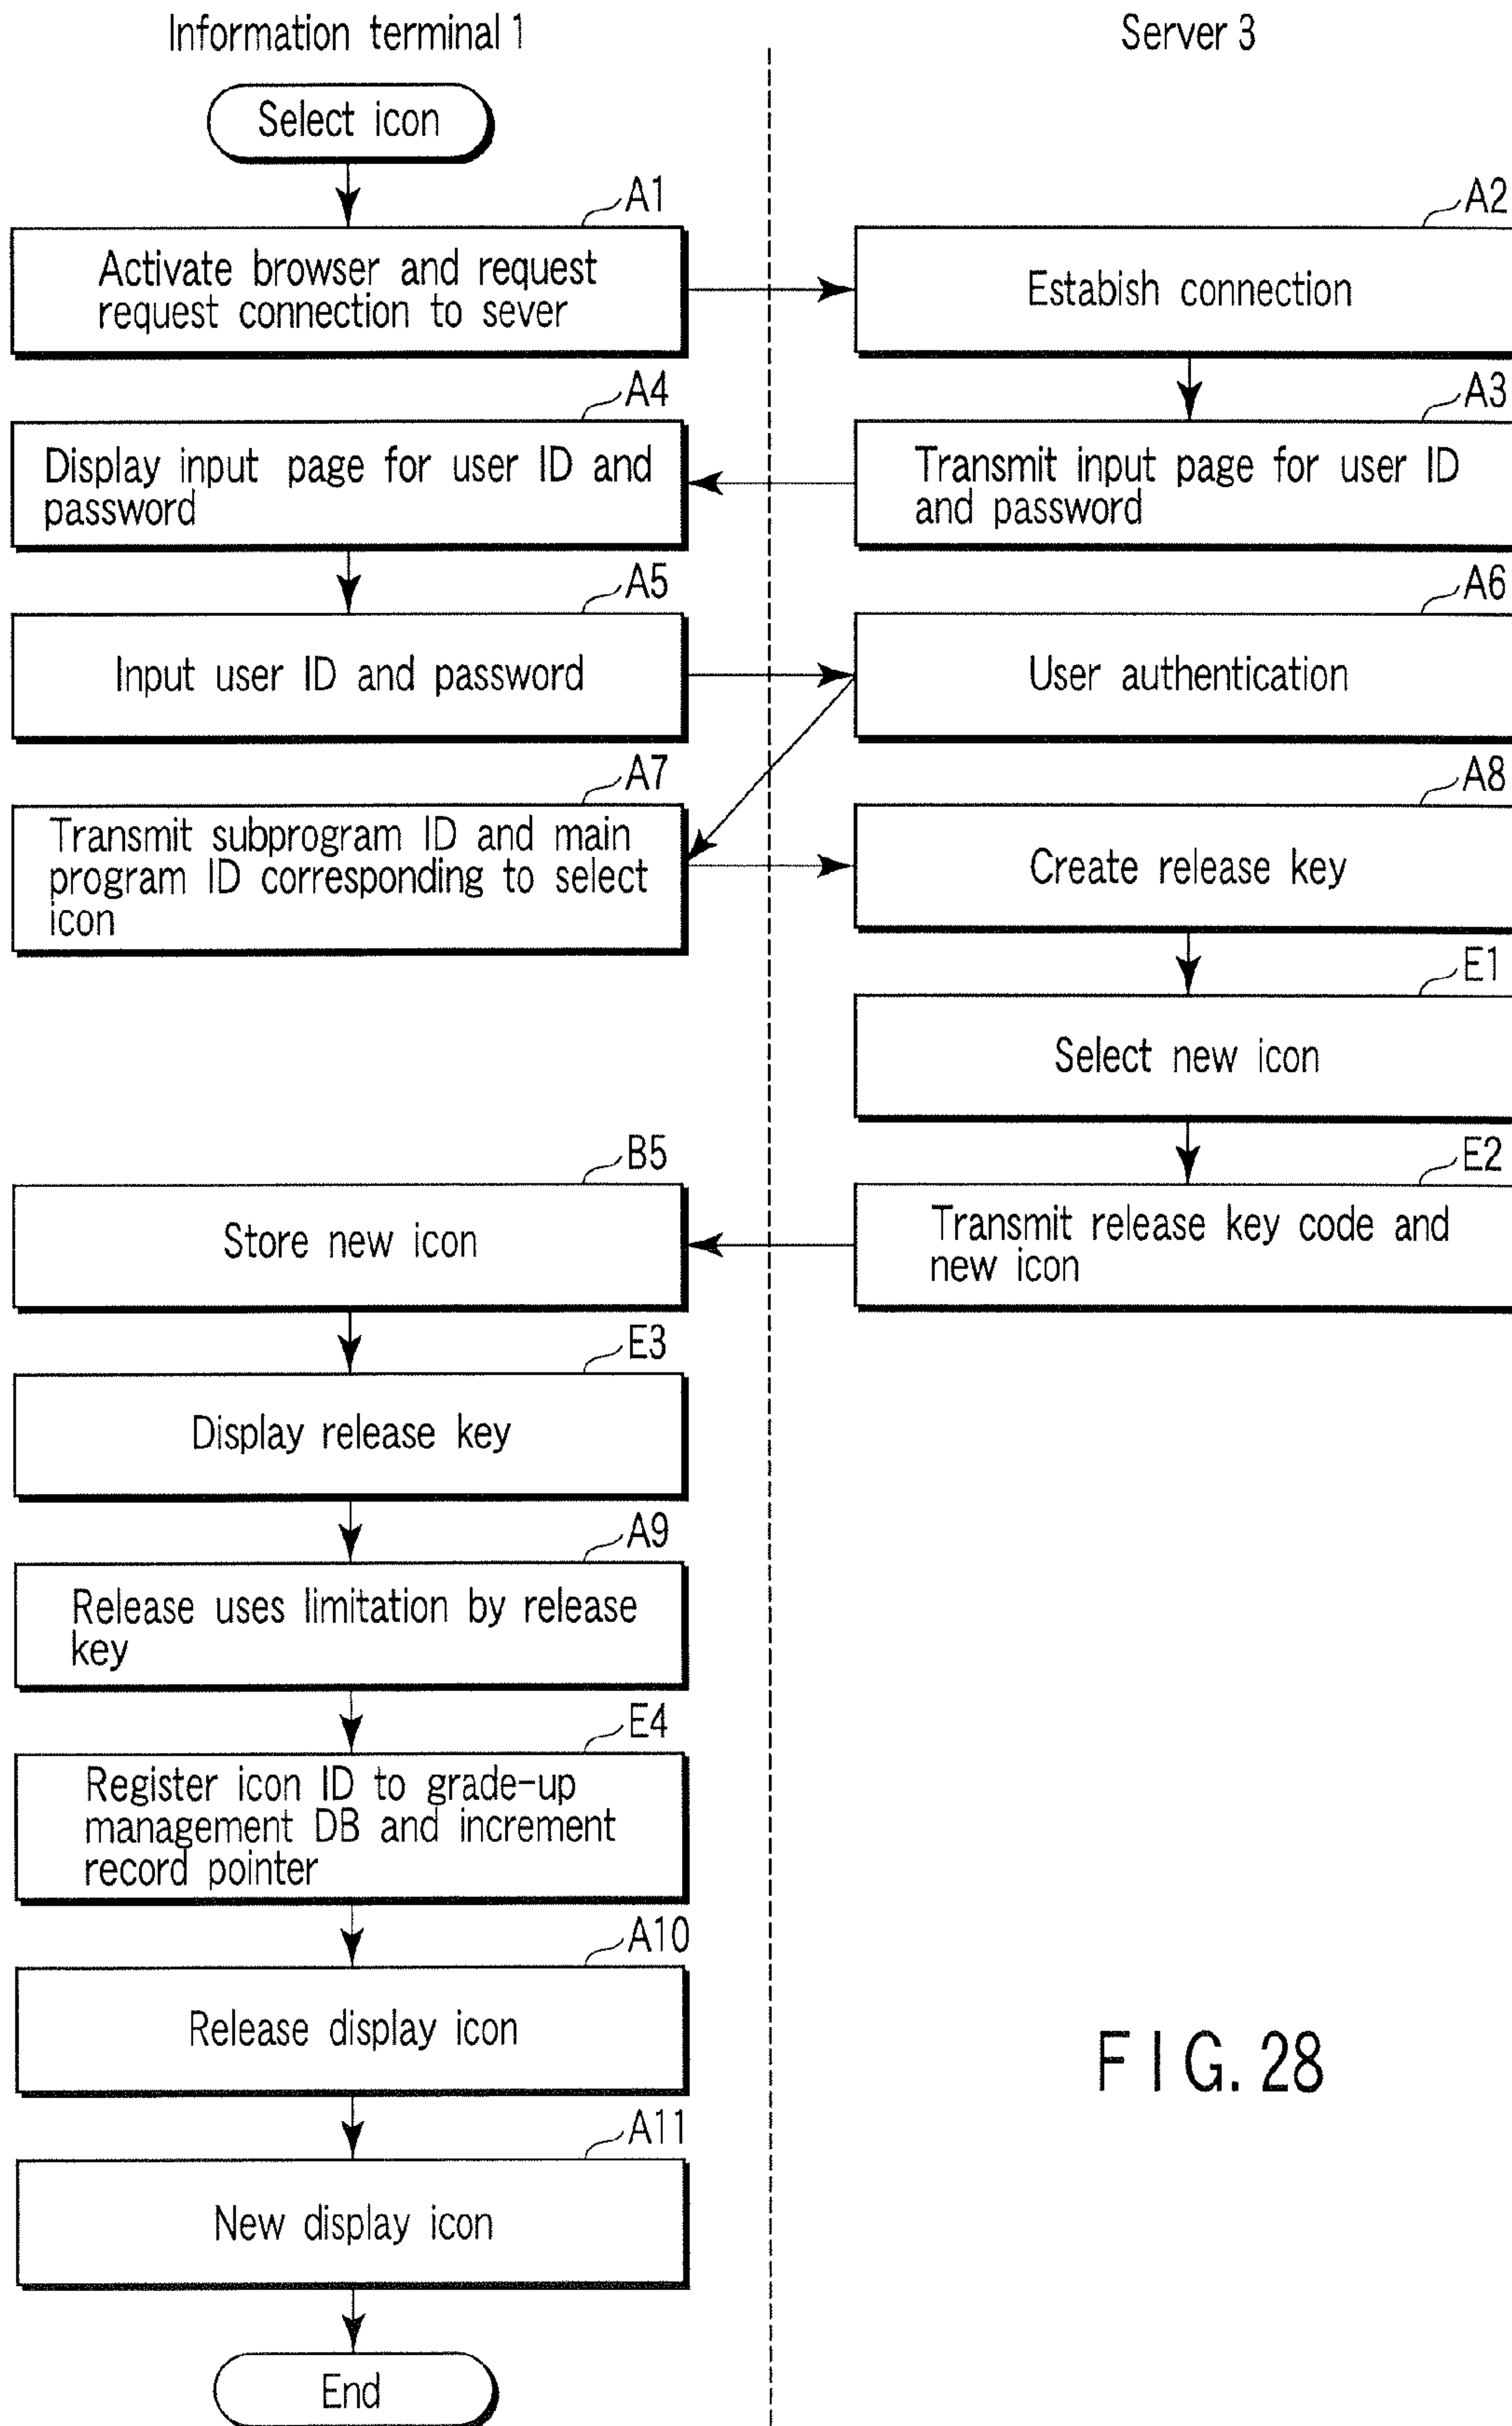 Information terminal 1
Server 3
Select icon
A1
Activate browser and request
request connection to sever
A2
Estabish connection
A3
Transmit input page for user ID
and password
A4
Display input page for user ID and
password
A5
Input user ID and password
A6
User authentication
A7
Transmit subprogram ID and main
program ID corresponding to select
icon
A8
Create release key
E1
Select new icon
E2
Transmit release key code and
new icon
B5
Store new icon
E3
Display release key
A9
Release uses limitation by release
key
E4
Register icon ID to grade-up
management DB and increment
record pointer
A10
Release display icon
A11
New display icon
End
FIG. 28